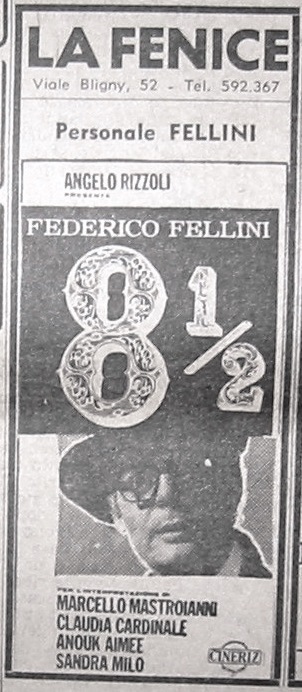 LA FENICE
Viale Bligny, 52 - Tel. 592.367
Personale FELLINI
ANGELO RIZZOLI
PRESENTA
FEDERICO FELLINI
8 1/2
PER L'INTERPRETAZIONE DI
MARCELLO MASTROIANNI
CLAUDIA CARDINALE
ANOUK AIMEE
SANDRA MILO
CINERIZ